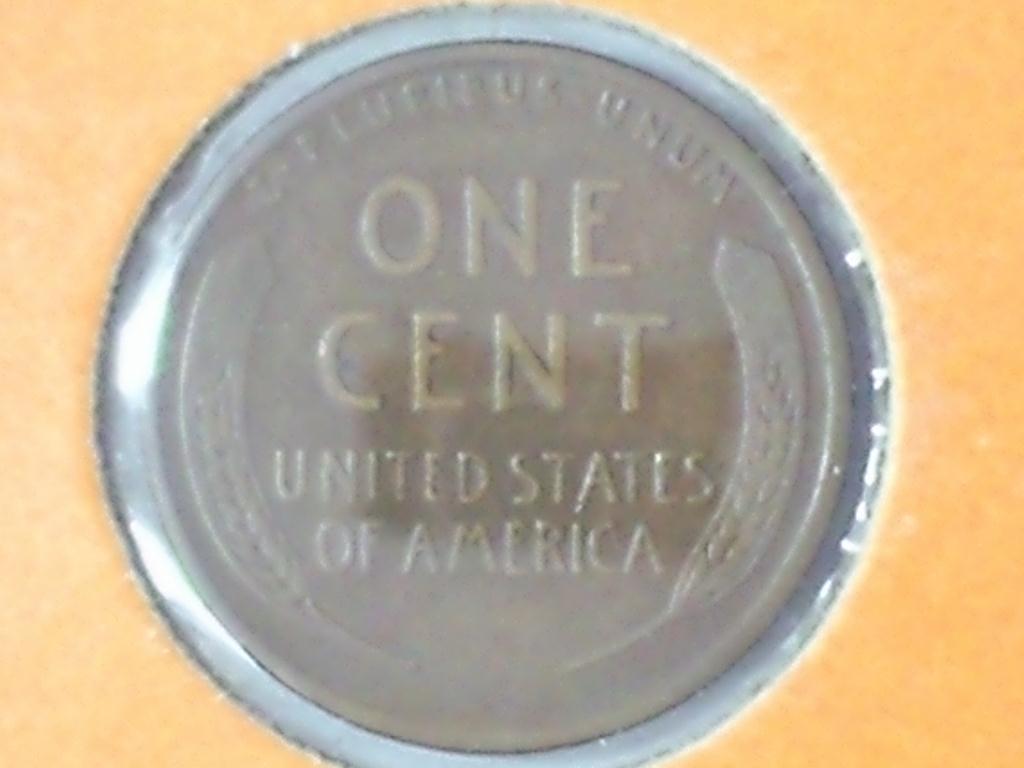 E PLURIBUS UNUM
ONE
CENT
UNITED STATES
OF AMERICA